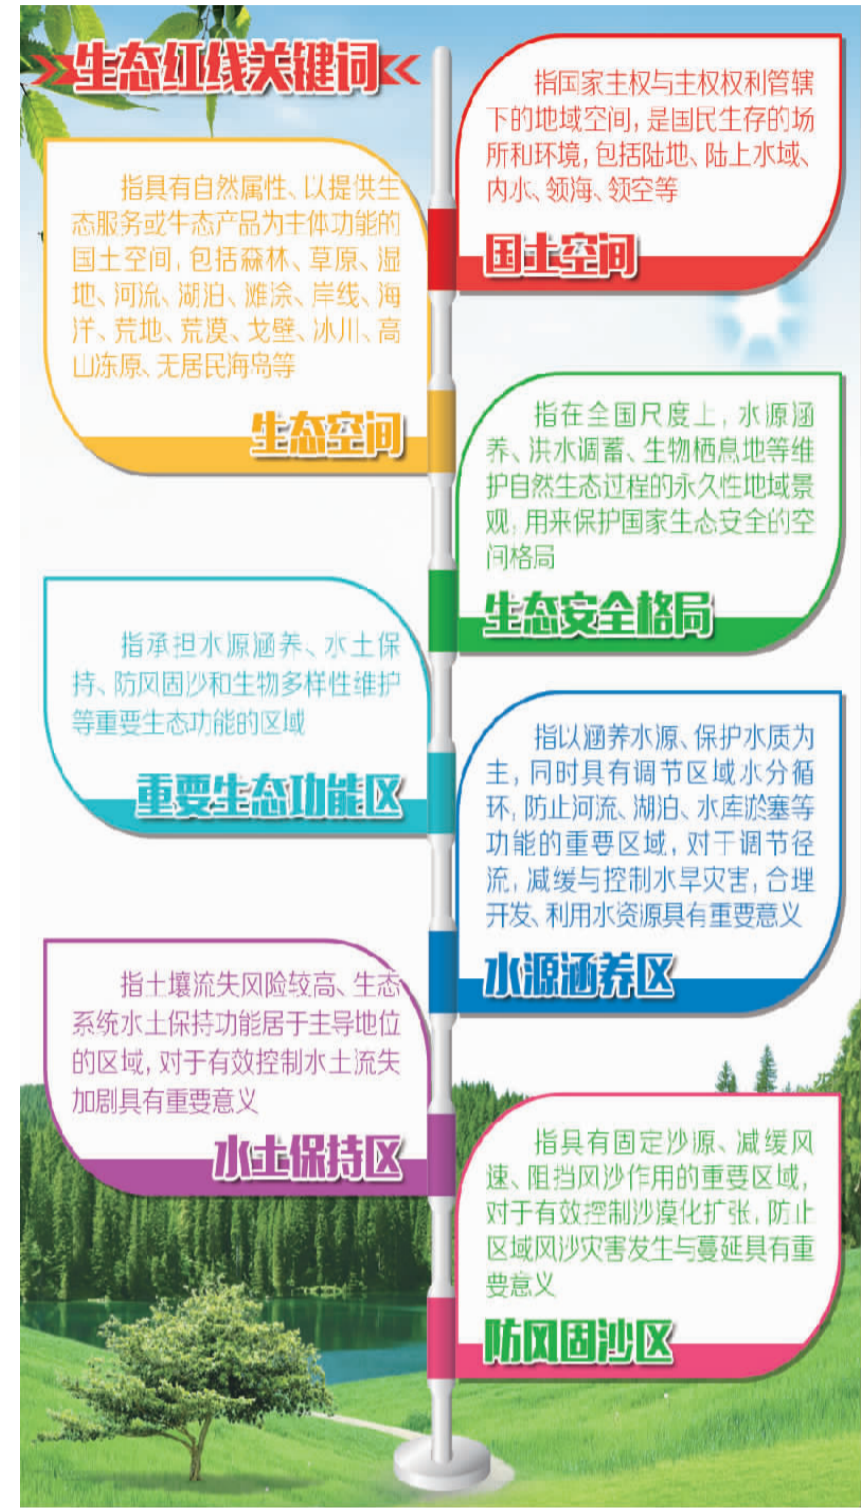 生态红线关键词
指国家主权与主权权利管辖
下的地域空间，是国民生存的场
所和环境，包括陆地、陆上水域、
内水、领海、领空等
国土空间
指具有自然属性、以提供生
态服务或生态产品为主体功能的
国土空间，包括森林、草原、湿
地、河流、湖泊、滩涂、岸线、海
洋、荒地、荒漠、戈壁、冰川、高
山冻原、无居民海岛等
生态空间
指在全国尺度上，水源涵
养、洪水调蓄、生物栖息地等维
护自然生态过程的永久性地域景
观，用来保护国家生态安全的空
间格局
生态安全格局
指承担水源涵养、水土保
持、防风固沙和生物多样性维护
等重要生态功能的区域
重要生态功能区
指以涵养水源、保护水质为
主，同时具有调节区域水分循
环，防止河流、湖泊、水库淤塞等
功能的重要区域，对于调节径
流，减缓与控制水旱灾害，合理
开发、利用水资源具有重要意义
水源涵养区
指土壤流失风险较高、生态
系统水土保持功能居于主导地位
的区域，对于有效控制水土流失
加剧具有重要意义
水土保持区
指具有固定沙源、减缓风
速、阻挡风沙作用的重要区域，
对于有效控制沙漠化扩张，防止
区域风沙灾害发生与蔓延具有重
要意义
防风固沙区